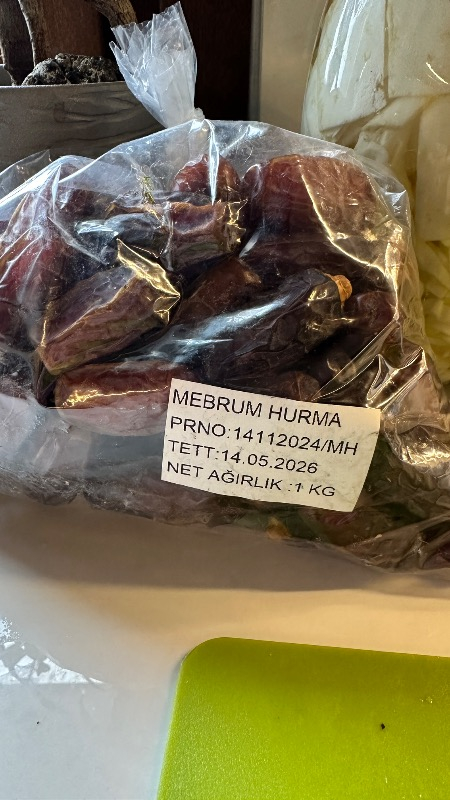 MEBRUM HURMA
PRNO:14112024/MH
TETT:14.05.2026
NET AĞIRLIK :1 KG